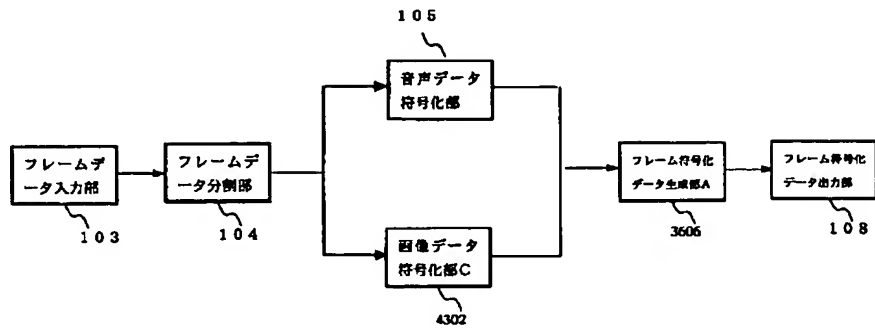 105
音声データ
符号化部
フレームデ
ータ入力部
103
フレームデ
ータ分割部
104
画像データ
符号化部C
4302
フレーム符号化
データ生成部A
3606
フレーム符号化
データ出力部
108